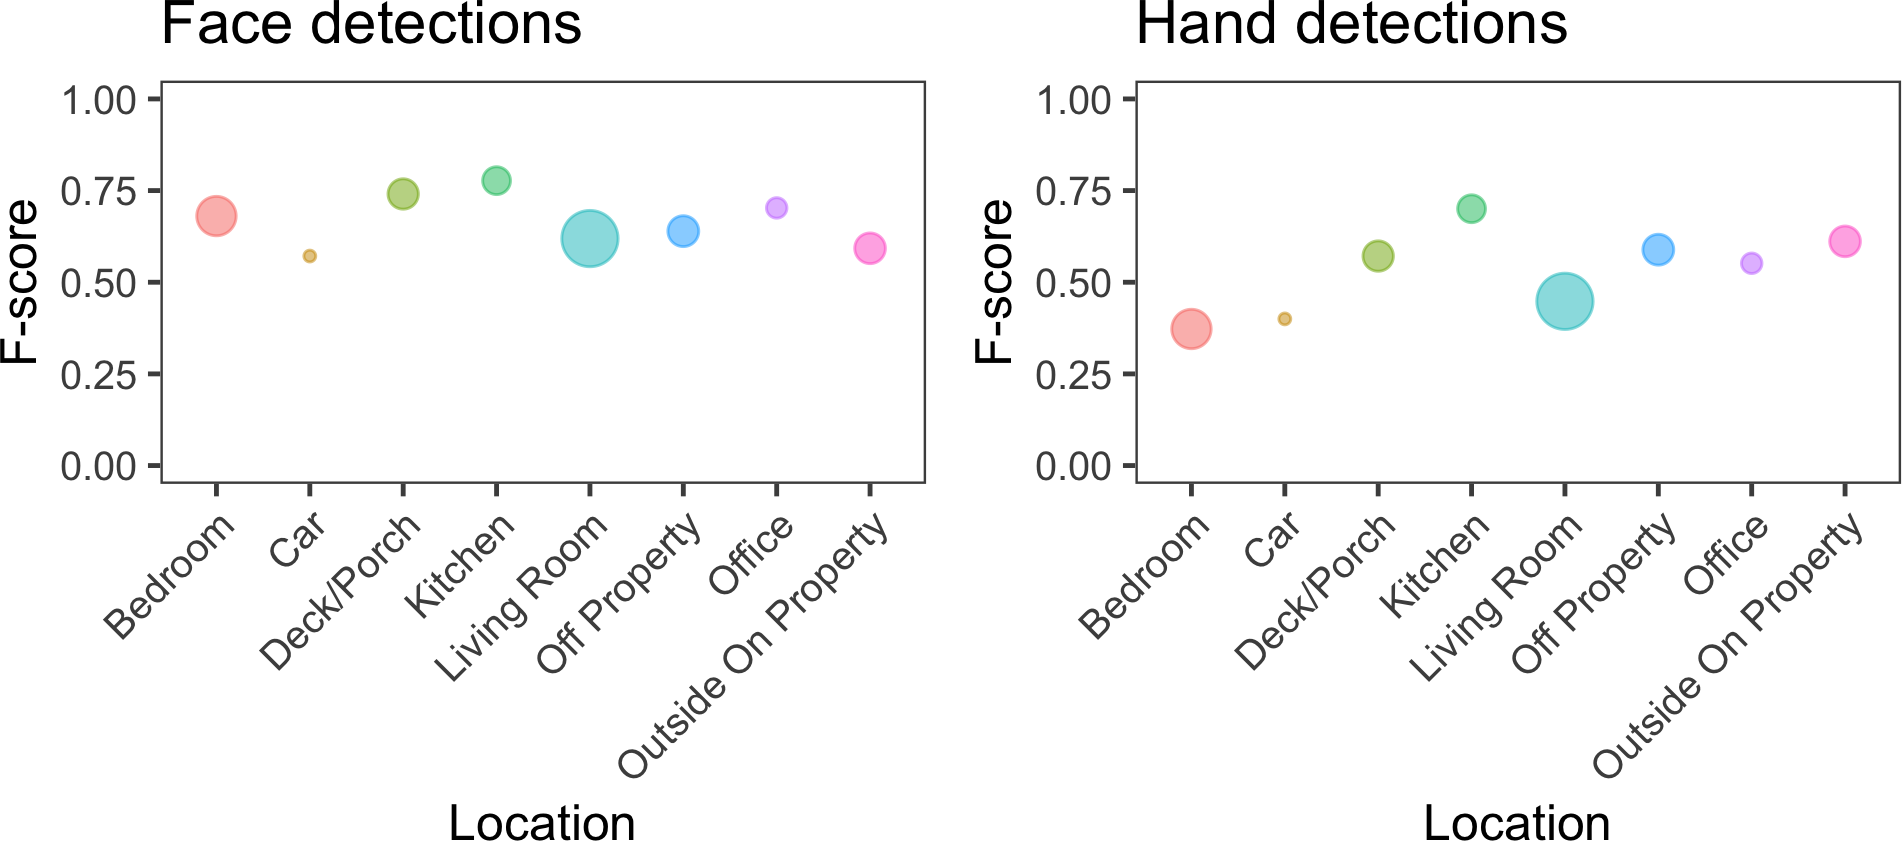 Face detections
F-score
1.00
0.75
0.50
0.25
0.00
Bedroom
Car
Deck/Porch
Kitchen
Living Room
Off Property
Office
Outside On Property
Location
Hand detections
F-score
1.00
0.75
0.50
0.25
0.00
Bedroom
Car
Deck/Porch
Kitchen
Living Room
Off Property
Office
Outside On Property
Location